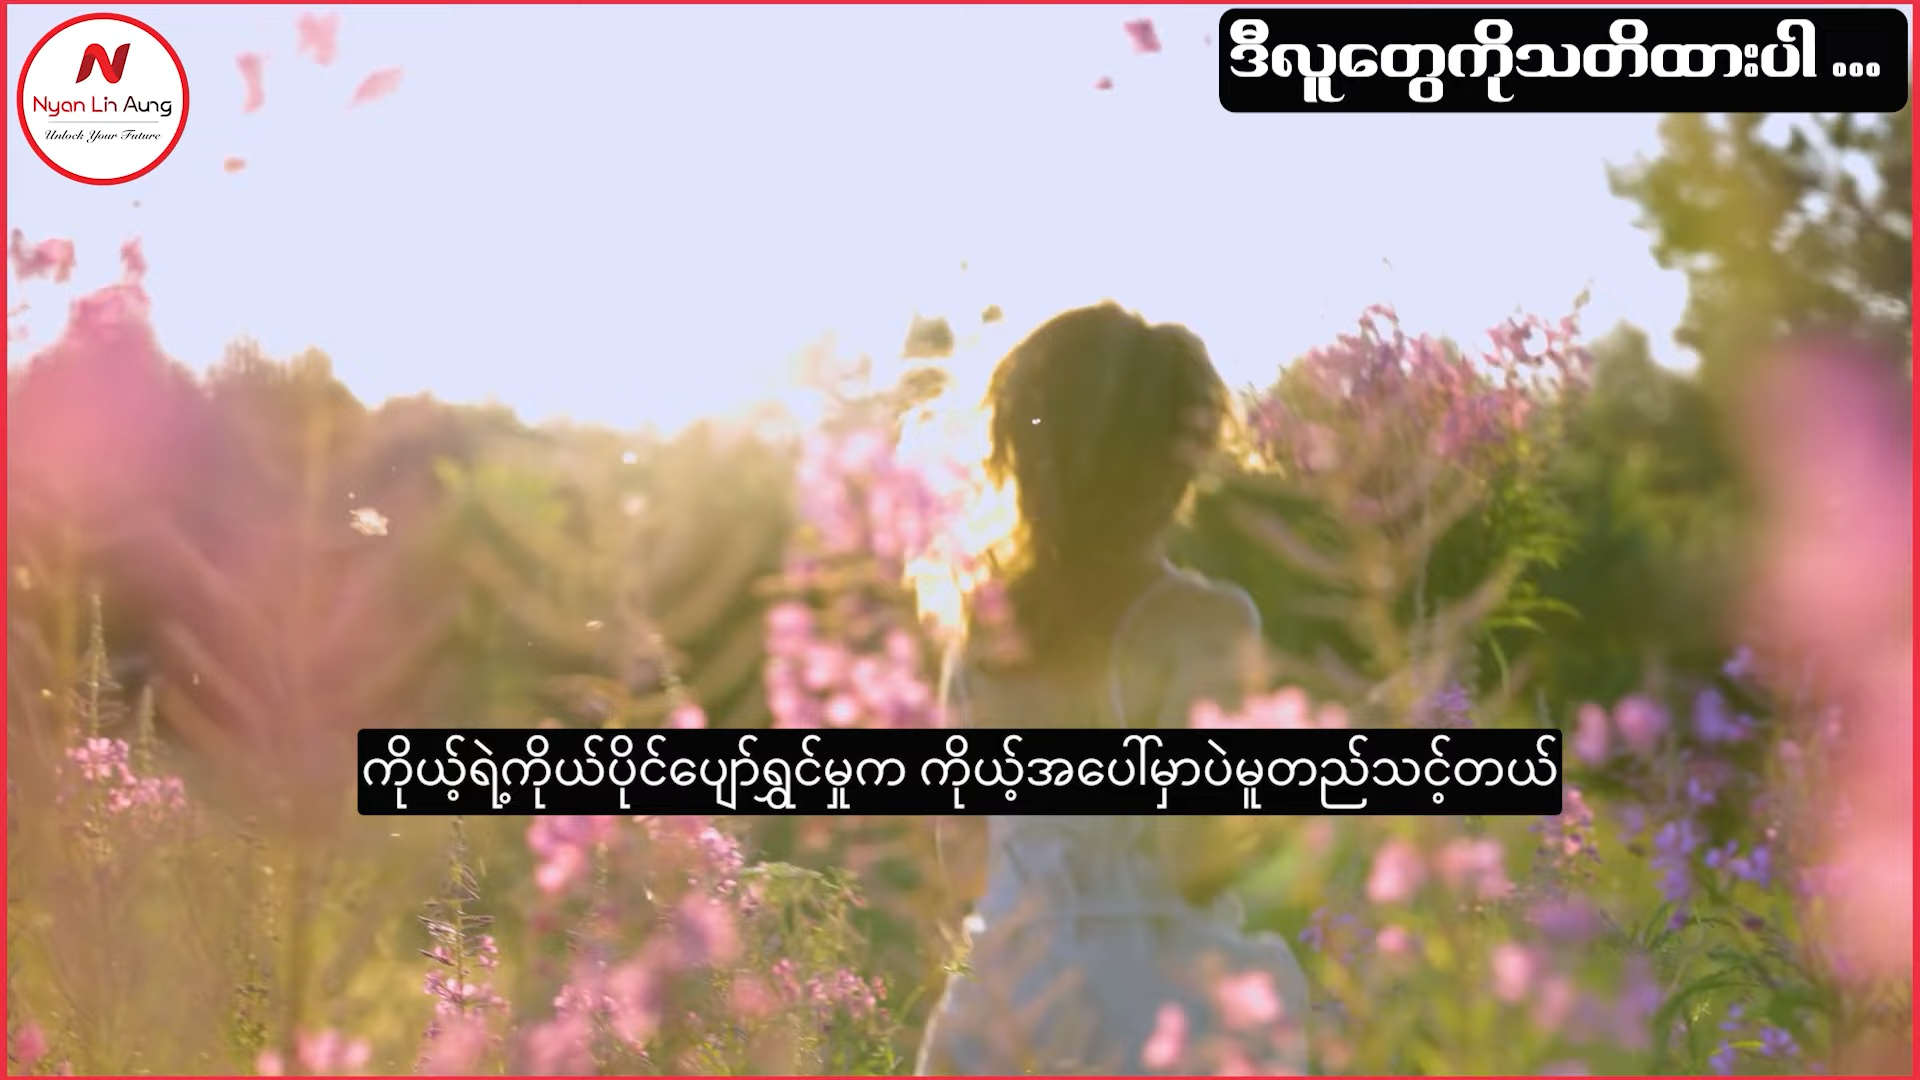 Nyan Lin Aung
Unlock Your Future
ဒီလူတွေကိုသတိထားပါ ...
ကိုယ့်ရဲ့ကိုယ်ပိုင်ပျော်ရွှင်မှုက ကိုယ့်အပေါ်မှာပဲမူတည်သင့်တယ်